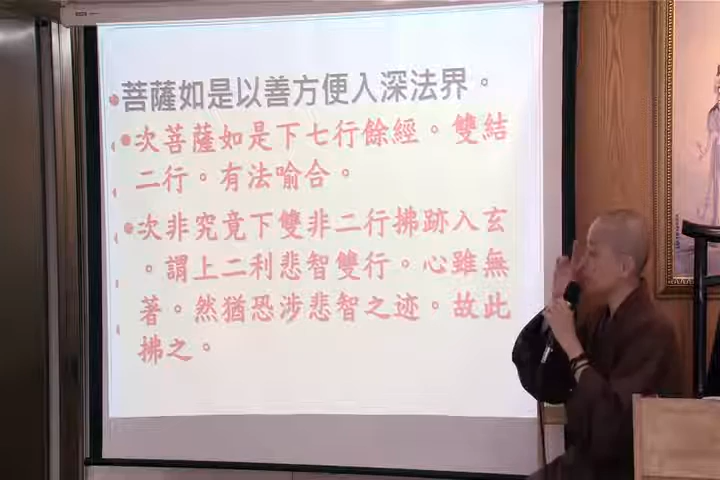 菩薩如是以善方便入深法界。
次菩薩如是下七行餘經。雙結
二行。有法喻合。
次非究竟下雙非二行拂跡入玄
。謂上二利悲智雙行。心雖無
著。然猶恐涉悲智之迹。故此
拂之。